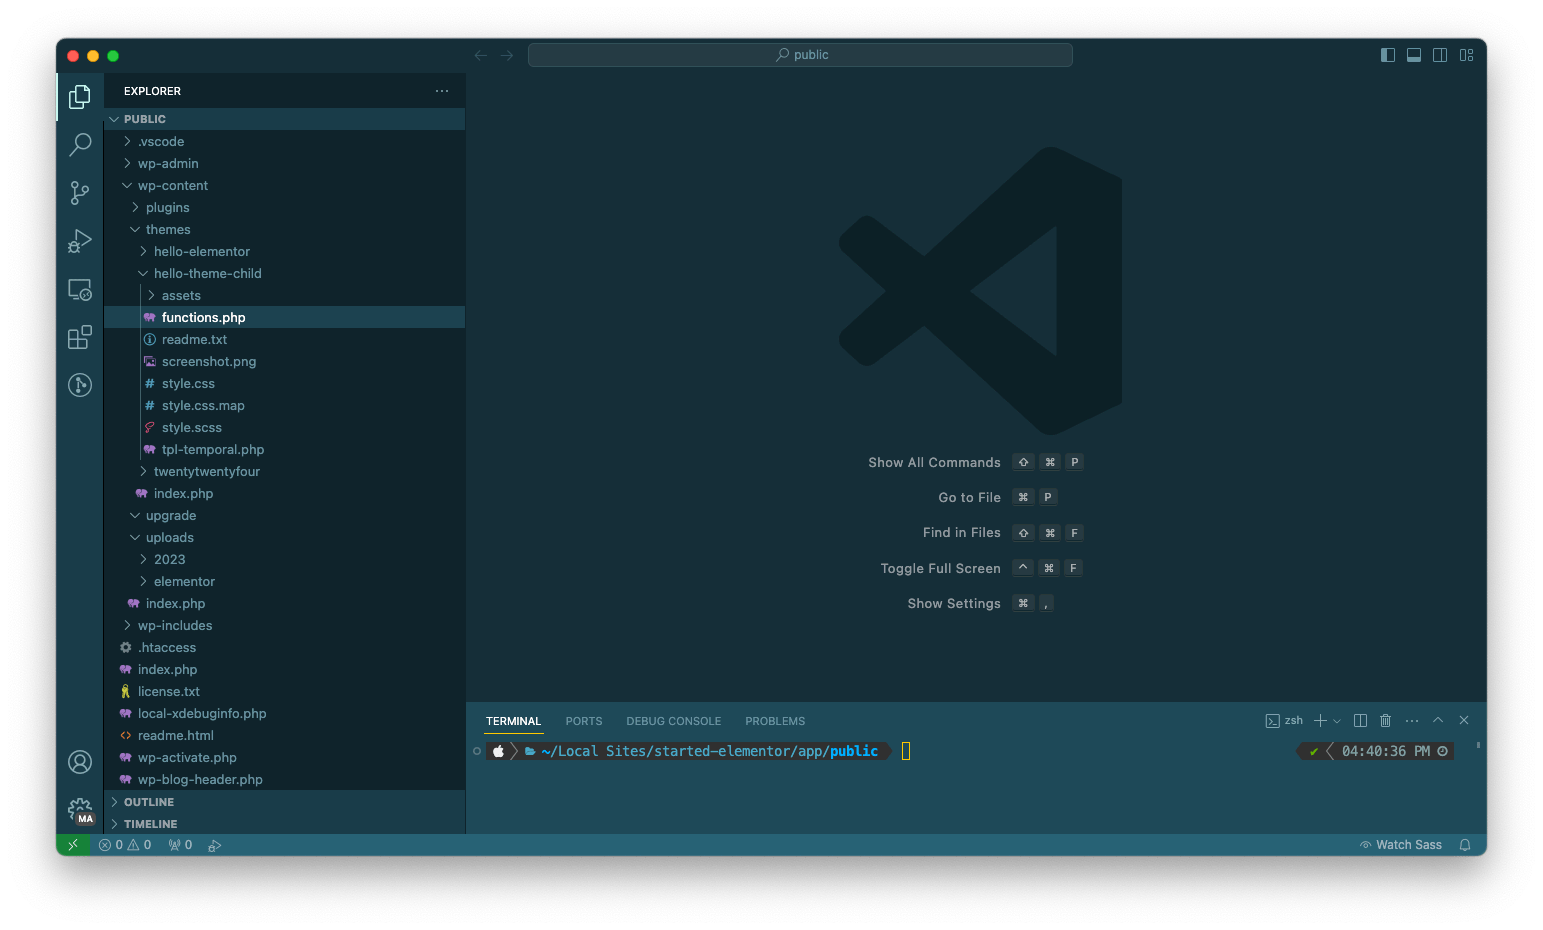 public
EXPLORER
PUBLIC
.vscode
wp-admin
wp-content
plugins
themes
hello-elementor
hello-theme-child
assets
functions.php
readme.txt
screenshot.png
# style.css
# style.css.map
style.scss
tpl-temporal.php
twentytwentyfour
index.php
upgrade
uploads
2023
elementor
index.php
wp-includes
.htaccess
index.php
license.txt
local-xdebuginfo.php
readme.html
wp-activate.php
wp-blog-header.php
OUTLINE
TIMELINE
MA
Show All Commands ⇧ ⌘ P
Go to File ⌘ P
Find in Files ⇧ ⌘ F
Toggle Full Screen ^ ⌘ F
Show Settings ⌘ ,
TERMINAL PORTS DEBUG CONSOLE PROBLEMS zsh
~/Local Sites/started-elementor/app/public ✔ 04:40:36 PM
0 0 0 Watch Sass